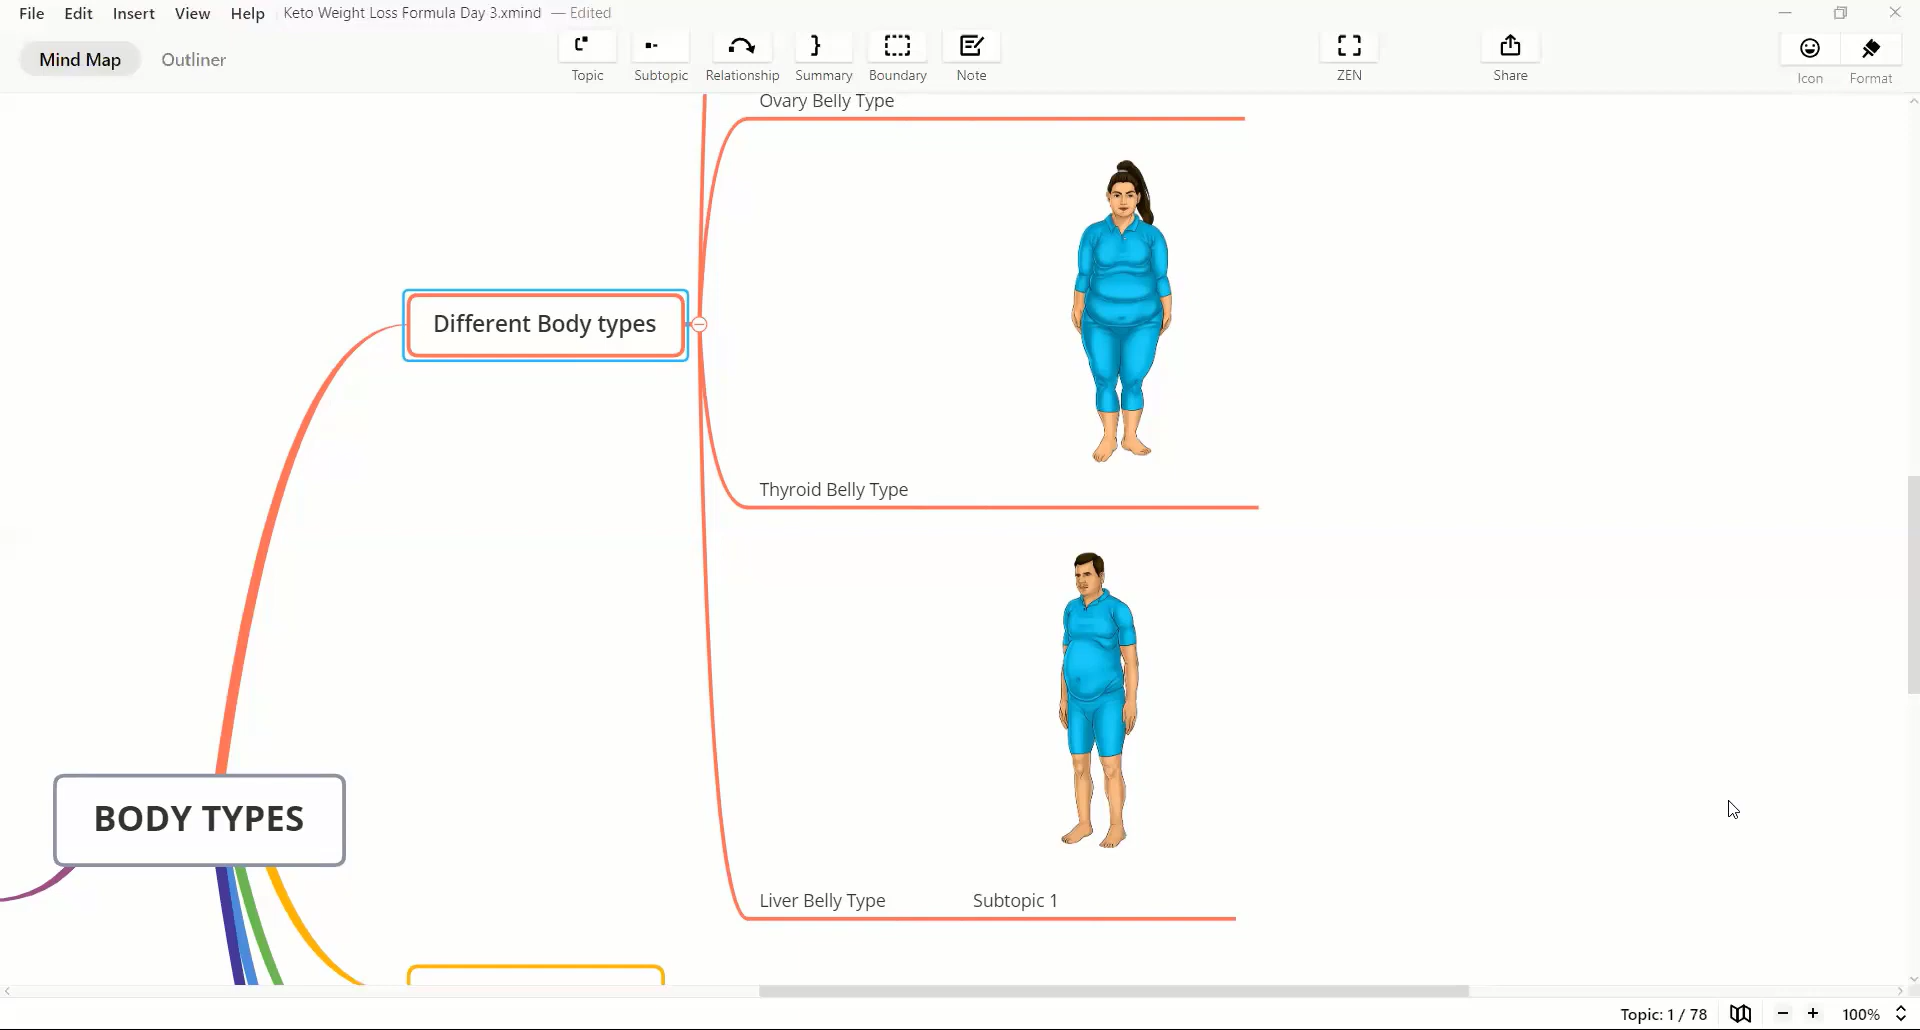 File Edit Insert View Help Keto Weight Loss Formula Day 3.xmind — Edited
Mind Map Outliner
Topic Subtopic Relationship Summary Boundary Note ZEN Share Icon Format
Ovary Belly Type
Different Body types
Thyroid Belly Type
BODY TYPES
Liver Belly Type Subtopic 1
Topic: 1 / 78 100%